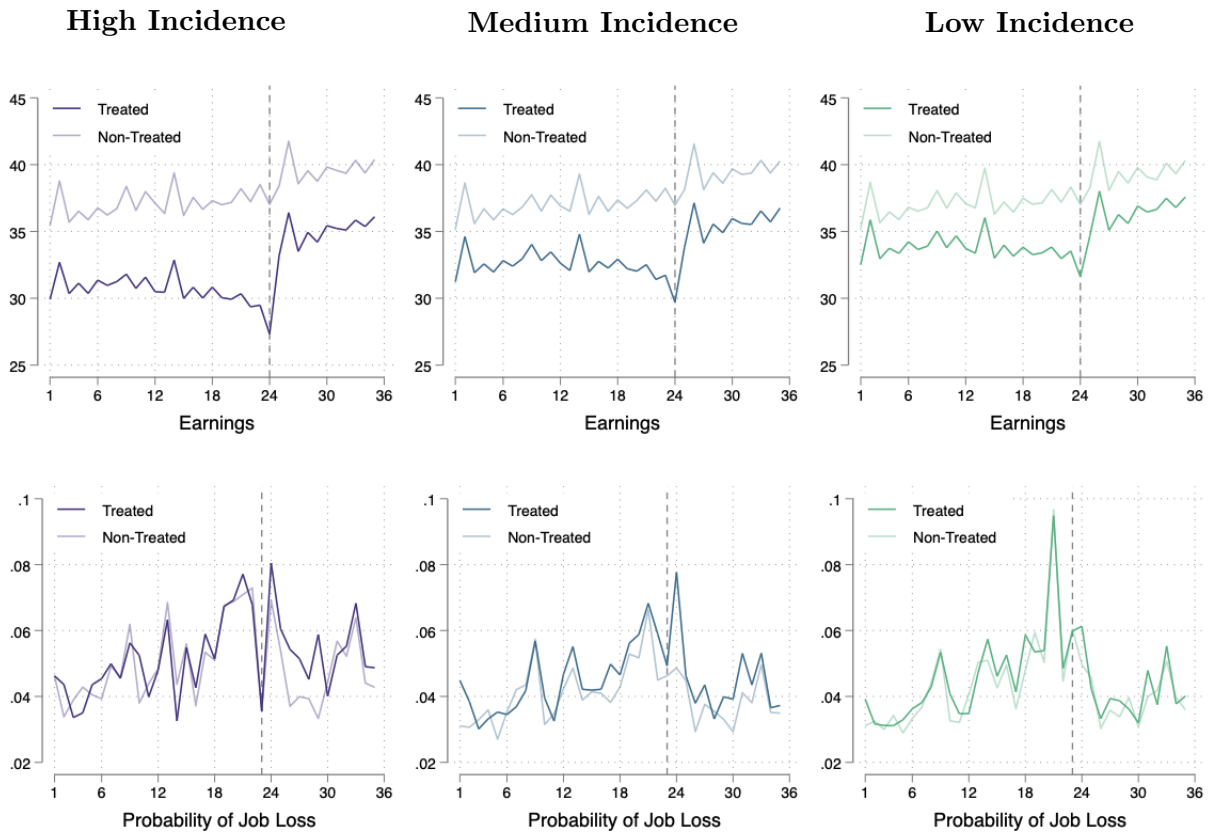 High Incidence Medium Incidence Low Incidence
45 Treated 45 Treated 45 Treated
Non-Treated Non-Treated Non-Treated
40 40 40
35 35 35
30 30 30
25 25 25
1 6 12 18 24 30 36 1 6 12 18 24 30 36 1 6 12 18 24 30 36
Earnings Earnings Earnings
.1 Treated .1 Treated .1 Treated
Non-Treated Non-Treated Non-Treated
.08 .08 .08
.06 .06 .06
.04 .04 .04
.02 .02 .02
1 6 12 18 24 30 36 1 6 12 18 24 30 36 1 6 12 18 24 30 36
Probability of Job Loss Probability of Job Loss Probability of Job Loss